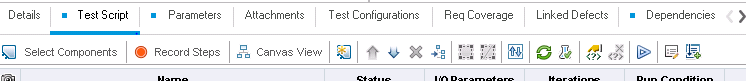 Details Test Script Parameters Attachments Test Configurations Req Coverage Linked Defects Dependencies
Select Components Record Steps Canvas View
Name Status I/O Parameters Iterations Run Condition